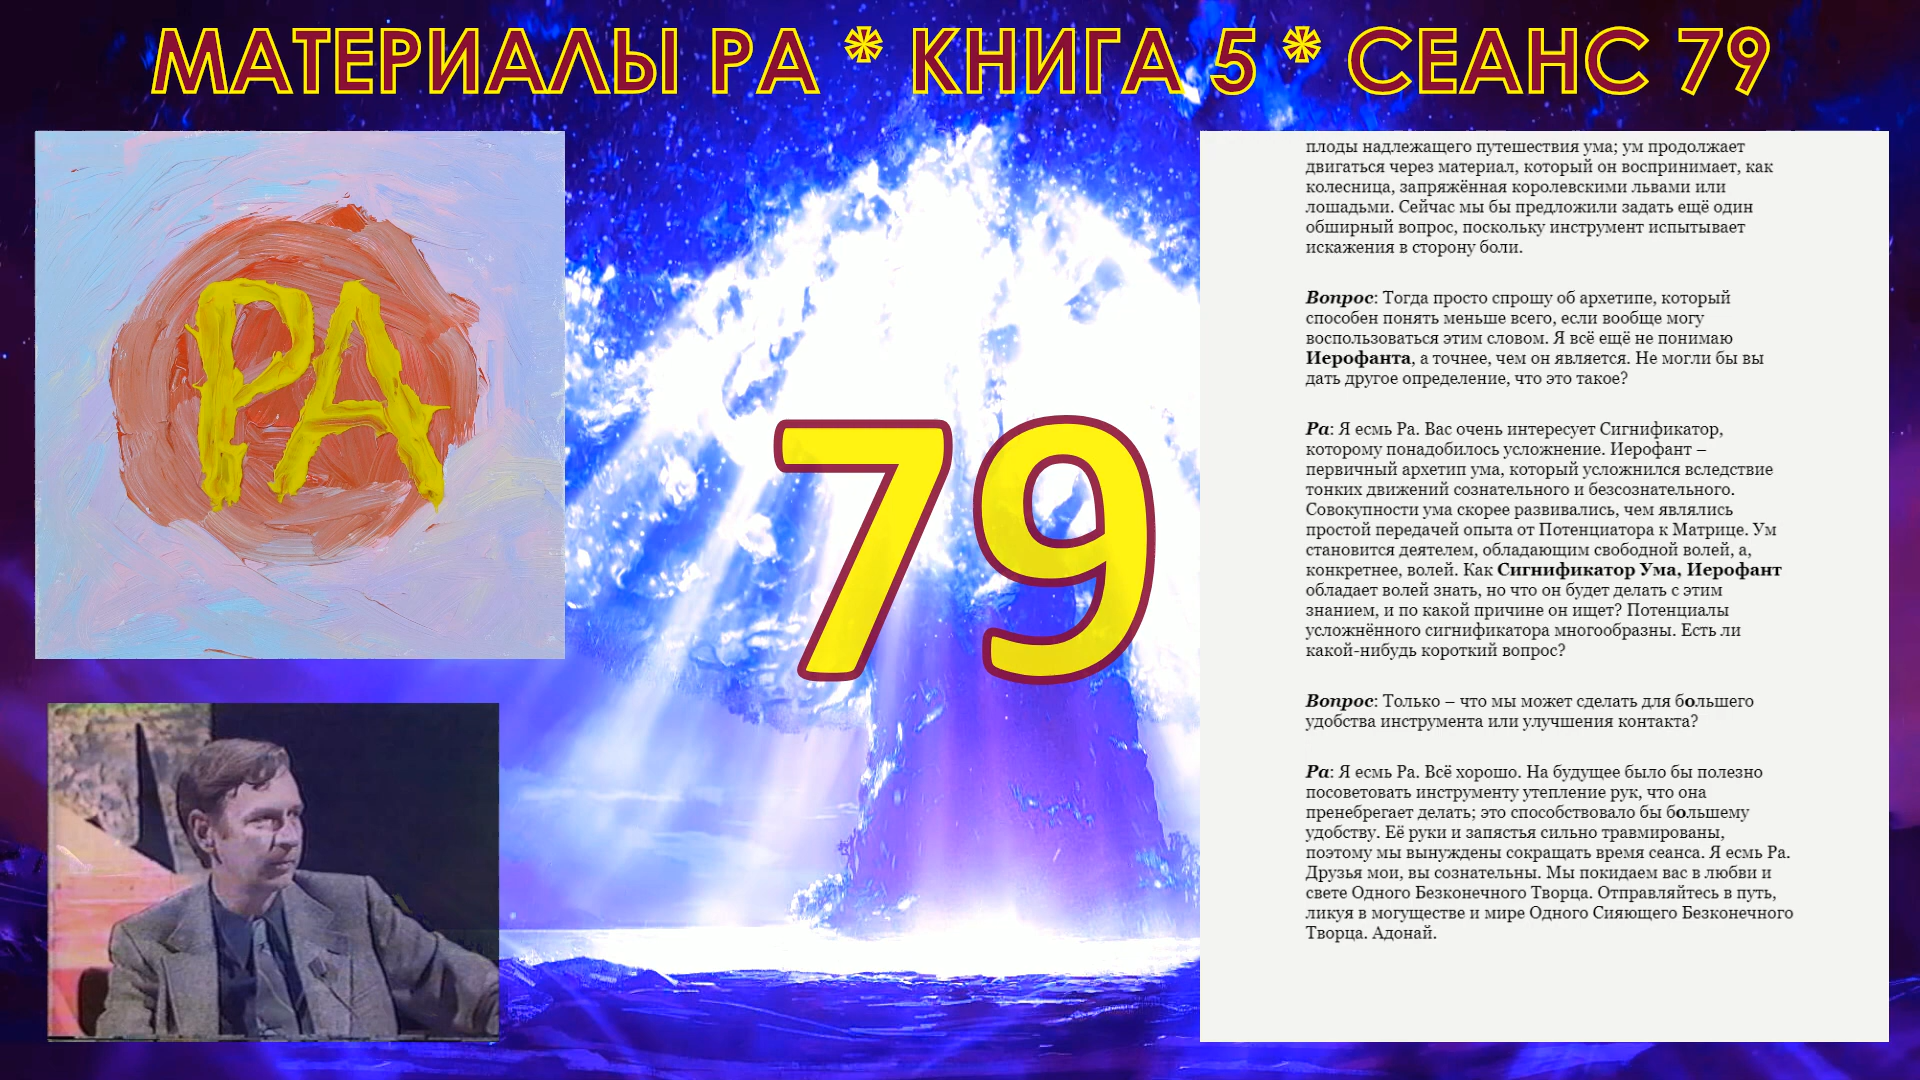 МАТЕРИАЛЫ РА * КНИГА 5 * СЕАНС 79
РА
79
плоды надлежащего путешествия ума; ум продолжает
двигаться через материал, который он воспринимает, как
колесница, запряжённая королевскими львами или
лошадьми. Сейчас мы бы предложили задать ещё один
обширный вопрос, поскольку инструмент испытывает
искажения в сторону боли.
Вопрос: Тогда просто спрошу об архетипе, который
способен понять меньше всего, если вообще могу
воспользоваться этим словом. Я всё ещё не понимаю
Иерофанта, а точнее, чем он является. Не могли бы вы
дать другое определение, что это такое?
Ра: Я есмь Ра. Вас очень интересует Сигнификатор,
которому понадобилось усложнение. Иерофант –
первичный архетип ума, который усложнился вследствие
тонких движений сознательного и безсознательного.
Совокупности ума скорее развивались, чем являлись
простой передачей опыта от Потенциатора к Матрице. Ум
становится деятелем, обладающим свободной волей, а,
конкретнее, волей. Как Сигнификатор Ума, Иерофант
обладает волей знать, но что он будет делать с этим
знанием, и по какой причине он ищет? Потенциалы
усложнённого сигнификатора многообразны. Есть ли
какой-нибудь короткий вопрос?
Вопрос: Только – что мы может сделать для большего
удобства инструмента или улучшения контакта?
Ра: Я есмь Ра. Всё хорошо. На будущее было бы полезно
посоветовать инструменту утепление рук, что она
пренебрегает делать; это способствовало бы большему
удобству. Её руки и запястья сильно травмированы,
поэтому мы вынуждены сокращать время сеанса. Я есмь Ра.
Друзья мои, вы сознательны. Мы покидаем вас в любви и
свете Одного Безконечного Творца. Отправляйтесь в путь,
ликуя в могуществе и мире Одного Сияющего Безконечного
Творца. Адонай.